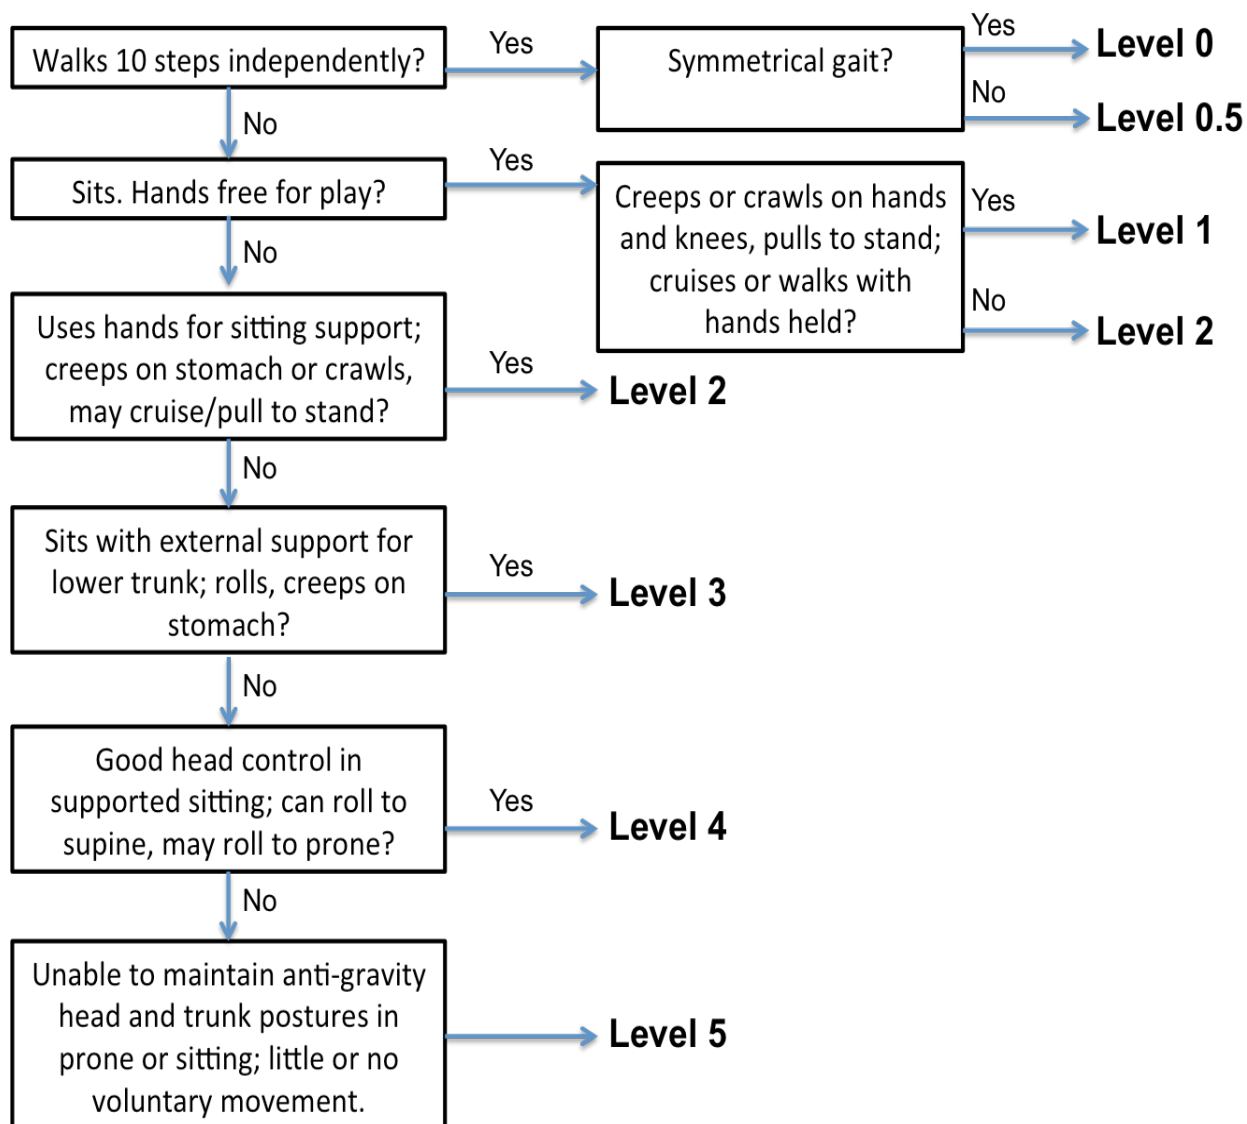 Walks 10 steps independently?
Yes
Symmetrical gait?
Yes
Level 0
No
Level 0.5
No
Sits. Hands free for play?
Yes
Creeps or crawls on hands
and knees, pulls to stand;
cruises or walks with
hands held?
Yes
Level 1
No
Level 2
No
Uses hands for sitting support;
creeps on stomach or crawls,
may cruise/pull to stand?
Yes
Level 2
No
Sits with external support for
lower trunk; rolls, creeps on
stomach?
Yes
Level 3
No
Good head control in
supported sitting; can roll to
supine, may roll to prone?
Yes
Level 4
No
Unable to maintain anti-gravity
head and trunk postures in
prone or sitting; little or no
voluntary movement.
Level 5